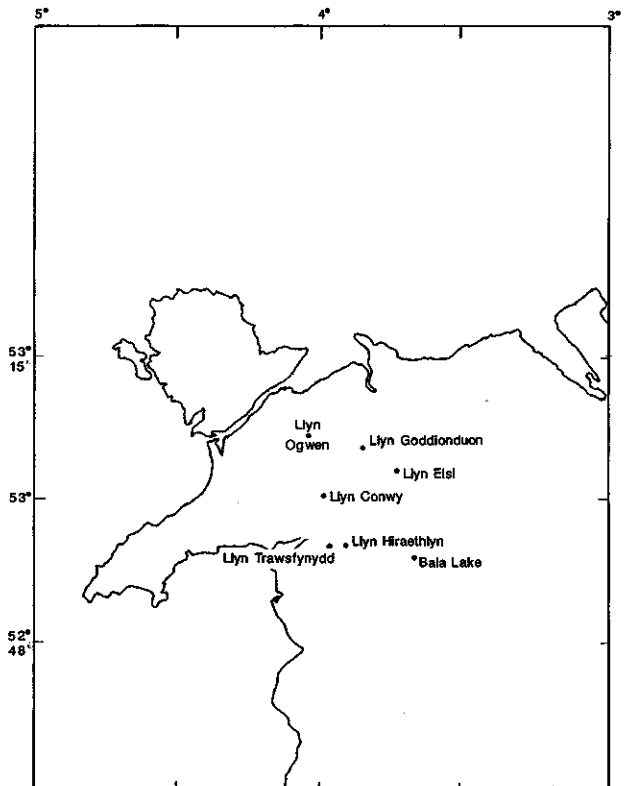 5°
4°
3°
53°
15'
Llyn
Ogwen
Llyn Goddionduon
Llyn Elsi
53°
Llyn Conwy
Llyn Hiraethlyn
Llyn Trawsfynydd
Bala Lake
52°
48'